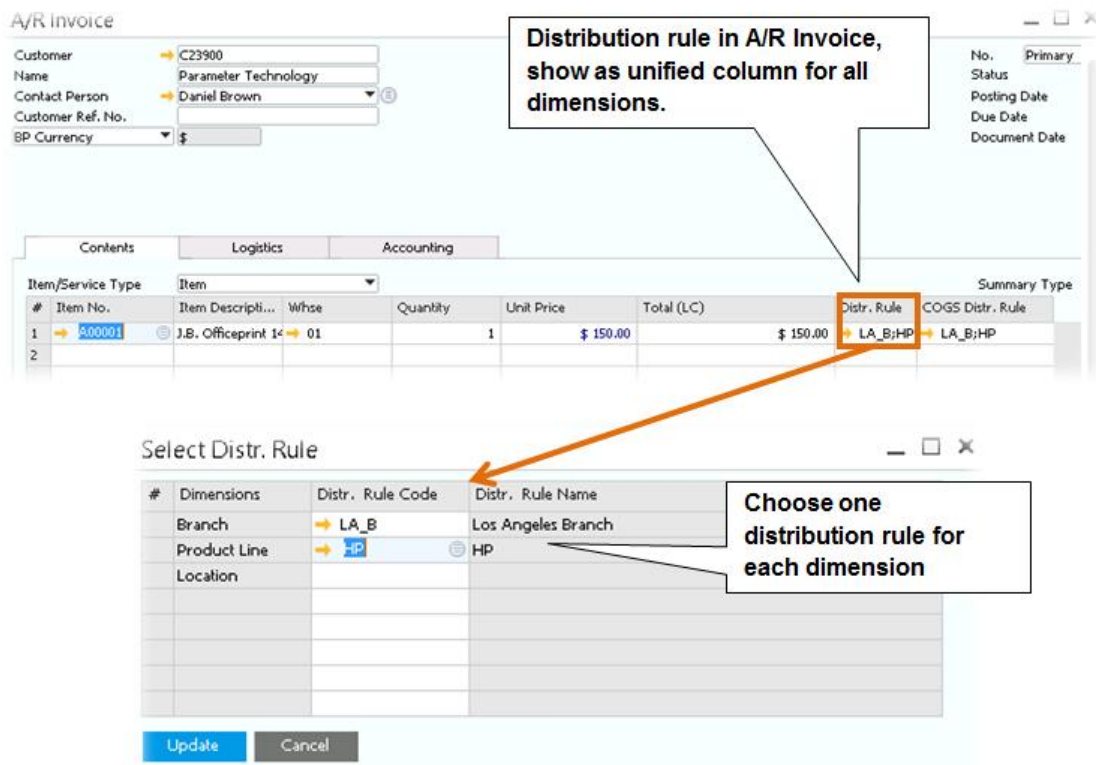 A/R Invoice
Distribution rule in A/R Invoice,
show as unified column for all
dimensions.
Customer C23900
Name Parameter Technology
Contact Person Daniel Brown
Customer Ref. No.
BP Currency $
No. Primary
Status
Posting Date
Due Date
Document Date
Contents Logistics Accounting
Item/Service Type Item Summary Type
# Item No. Item Descripti... Whse Quantity Unit Price Total (LC) Distr. Rule COGS Distr. Rule
1 A00001 J.B. Officeprint 14 01 1 $ 150.00 $ 150.00 LA_B;HP LA_B;HP
2
Select Distr. Rule
# Dimensions Distr. Rule Code Distr. Rule Name
Branch LA_B Los Angeles Branch
Product Line HP HP
Location
Choose one
distribution rule for
each dimension
Update Cancel